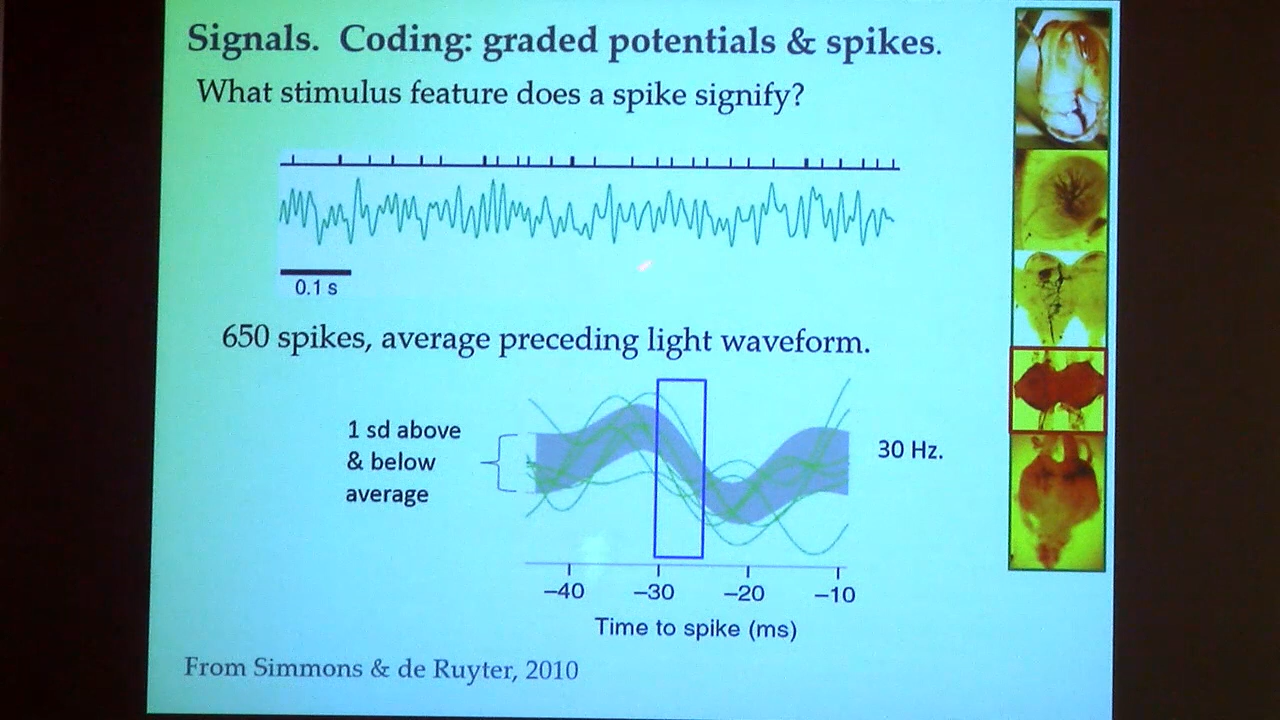 Signals. Coding: graded potentials & spikes.
What stimulus feature does a spike signify?
0.1 s
650 spikes, average preceding light waveform.
1 sd above
& below
average
30 Hz.
−40 −30 −20 −10
Time to spike (ms)
From Simmons & de Ruyter, 2010